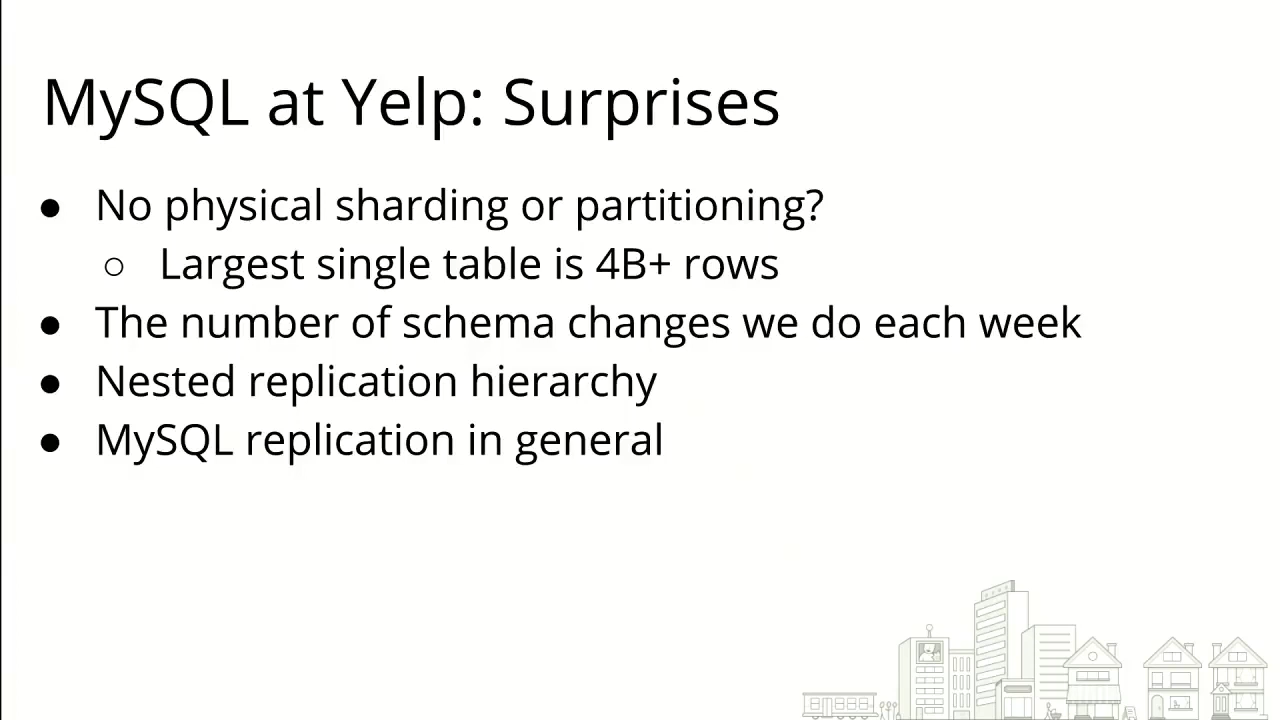 MySQL at Yelp: Surprises
● No physical sharding or partitioning?
○ Largest single table is 4B+ rows
● The number of schema changes we do each week
● Nested replication hierarchy
● MySQL replication in general